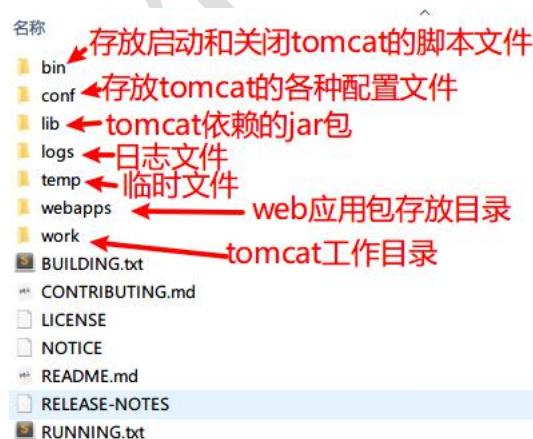 名称
bin 存放启动和关闭tomcat的脚本文件
conf 存放tomcat的各种配置文件
lib tomcat依赖的jar包
logs 日志文件
temp 临时文件
webapps web应用包存放目录
work tomcat工作目录
BUILDING.txt
CONTRIBUTING.md
LICENSE
NOTICE
README.md
RELEASE-NOTES
RUNNING.txt